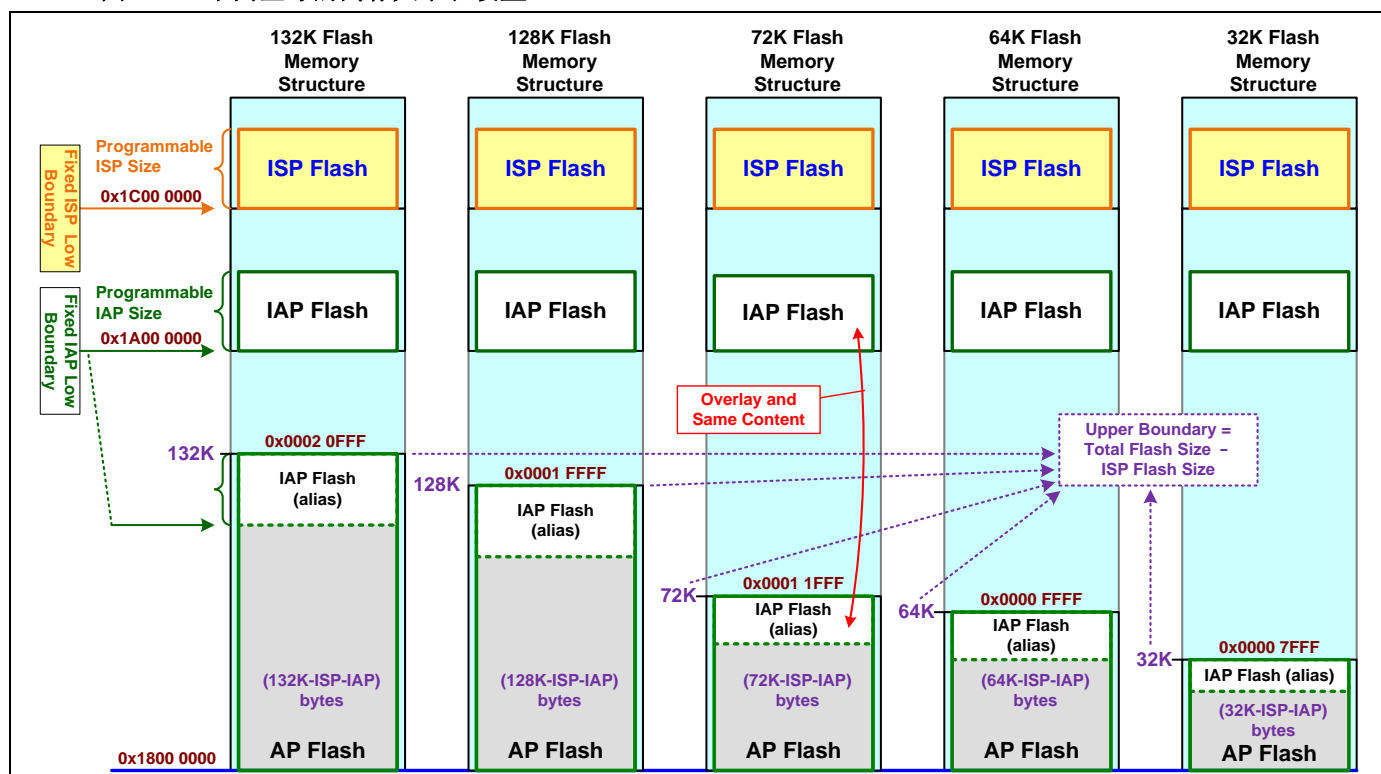 132K Flash
Memory
Structure
128K Flash
Memory
Structure
72K Flash
Memory
Structure
64K Flash
Memory
Structure
32K Flash
Memory
Structure
Fixed ISP Low
Boundary
Programmable
ISP Size
0x1C00 0000
ISP Flash
ISP Flash
ISP Flash
ISP Flash
ISP Flash
Fixed IAP Low
Boundary
Programmable
IAP Size
0x1A00 0000
IAP Flash
IAP Flash
IAP Flash
IAP Flash
IAP Flash
Overlay and
Same Content
Upper Boundary =
Total Flash Size −
ISP Flash Size
132K
0x0002 0FFF
IAP Flash
(alias)
128K
0x0001 FFFF
IAP Flash
(alias)
72K
0x0001 1FFF
IAP Flash
(alias)
64K
0x0000 FFFF
IAP Flash
(alias)
32K
0x0000 7FFF
IAP Flash (alias)
(132K-ISP-IAP)
bytes
(128K-ISP-IAP)
bytes
(72K-ISP-IAP)
bytes
(64K-ISP-IAP)
bytes
(32K-ISP-IAP)
bytes
0x1800 0000
AP Flash
AP Flash
AP Flash
AP Flash
AP Flash